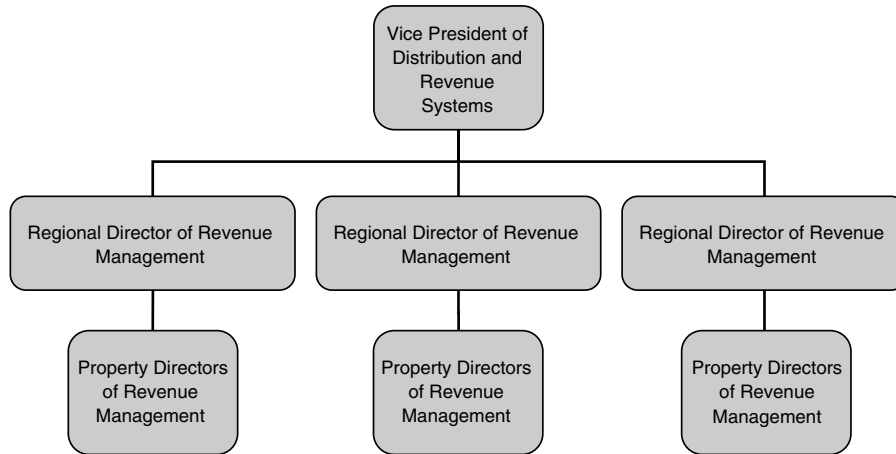 Vice President of
Distribution and
Revenue
Systems
Regional Director of Revenue
Management
Regional Director of Revenue
Management
Regional Director of Revenue
Management
Property Directors
of Revenue
Management
Property Directors
of Revenue
Management
Property Directors
of Revenue
Management